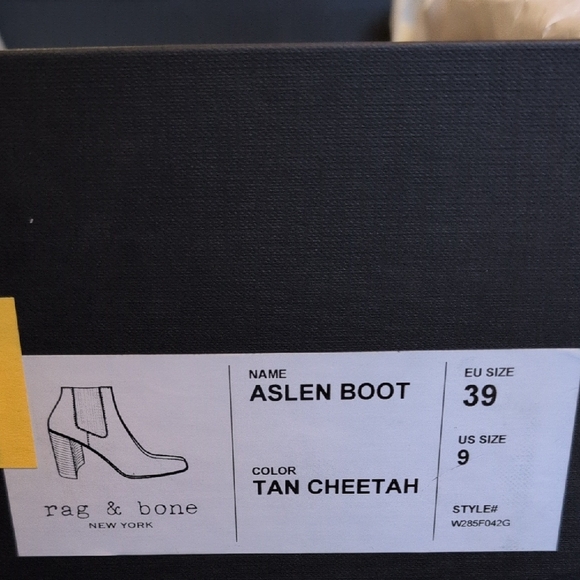 rag & bone
NEW YORK
NAME
ASLEN BOOT
COLOR
TAN CHEETAH
EU SIZE
39
US SIZE
9
STYLE#
W285F042G